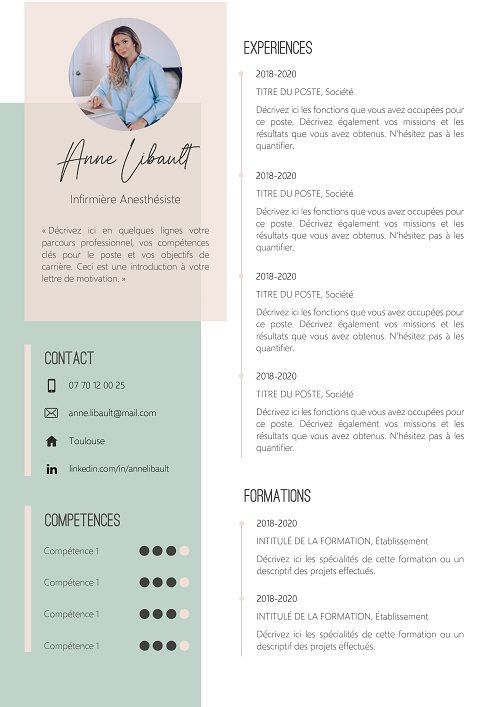 Anne Libault
Infirmière Anesthésiste
« Décrivez ici en quelques lignes votre
parcours professionnel, vos compétences
clés pour le poste et vos objectifs de
carrière. Ceci est une introduction à votre
lettre de motivation. »
CONTACT
07 70 12 00 25
anne.libault@mail.com
Toulouse
in linkedin.com/in/annelibault
COMPETENCES
Compétence 1
Compétence 1
Compétence 1
Compétence 1
EXPERIENCES
2018-2020
TITRE DU POSTE, Société
Décrivez ici les fonctions que vous avez occupées pour
ce poste. Décrivez également vos missions et les
résultats que vous avez obtenus. N'hésitez pas à les
quantifier.
2018-2020
TITRE DU POSTE, Société
Décrivez ici les fonctions que vous avez occupées pour
ce poste. Décrivez également vos missions et les
résultats que vous avez obtenus. N'hésitez pas à les
quantifier.
2018-2020
TITRE DU POSTE, Société
Décrivez ici les fonctions que vous avez occupées pour
ce poste. Décrivez également vos missions et les
résultats que vous avez obtenus. N'hésitez pas à les
quantifier.
2018-2020
TITRE DU POSTE, Société
Décrivez ici les fonctions que vous avez occupées pour
ce poste. Décrivez également vos missions et les
résultats que vous avez obtenus. N'hésitez pas à les
quantifier.
FORMATIONS
2018-2020
INTITULÉ DE LA FORMATION, Établissement
Décrivez ici les spécialités de cette formation ou un
descriptif des projets effectués.
2018-2020
INTITULÉ DE LA FORMATION, Établissement
Décrivez ici les spécialités de cette formation ou un
descriptif des projets effectués.